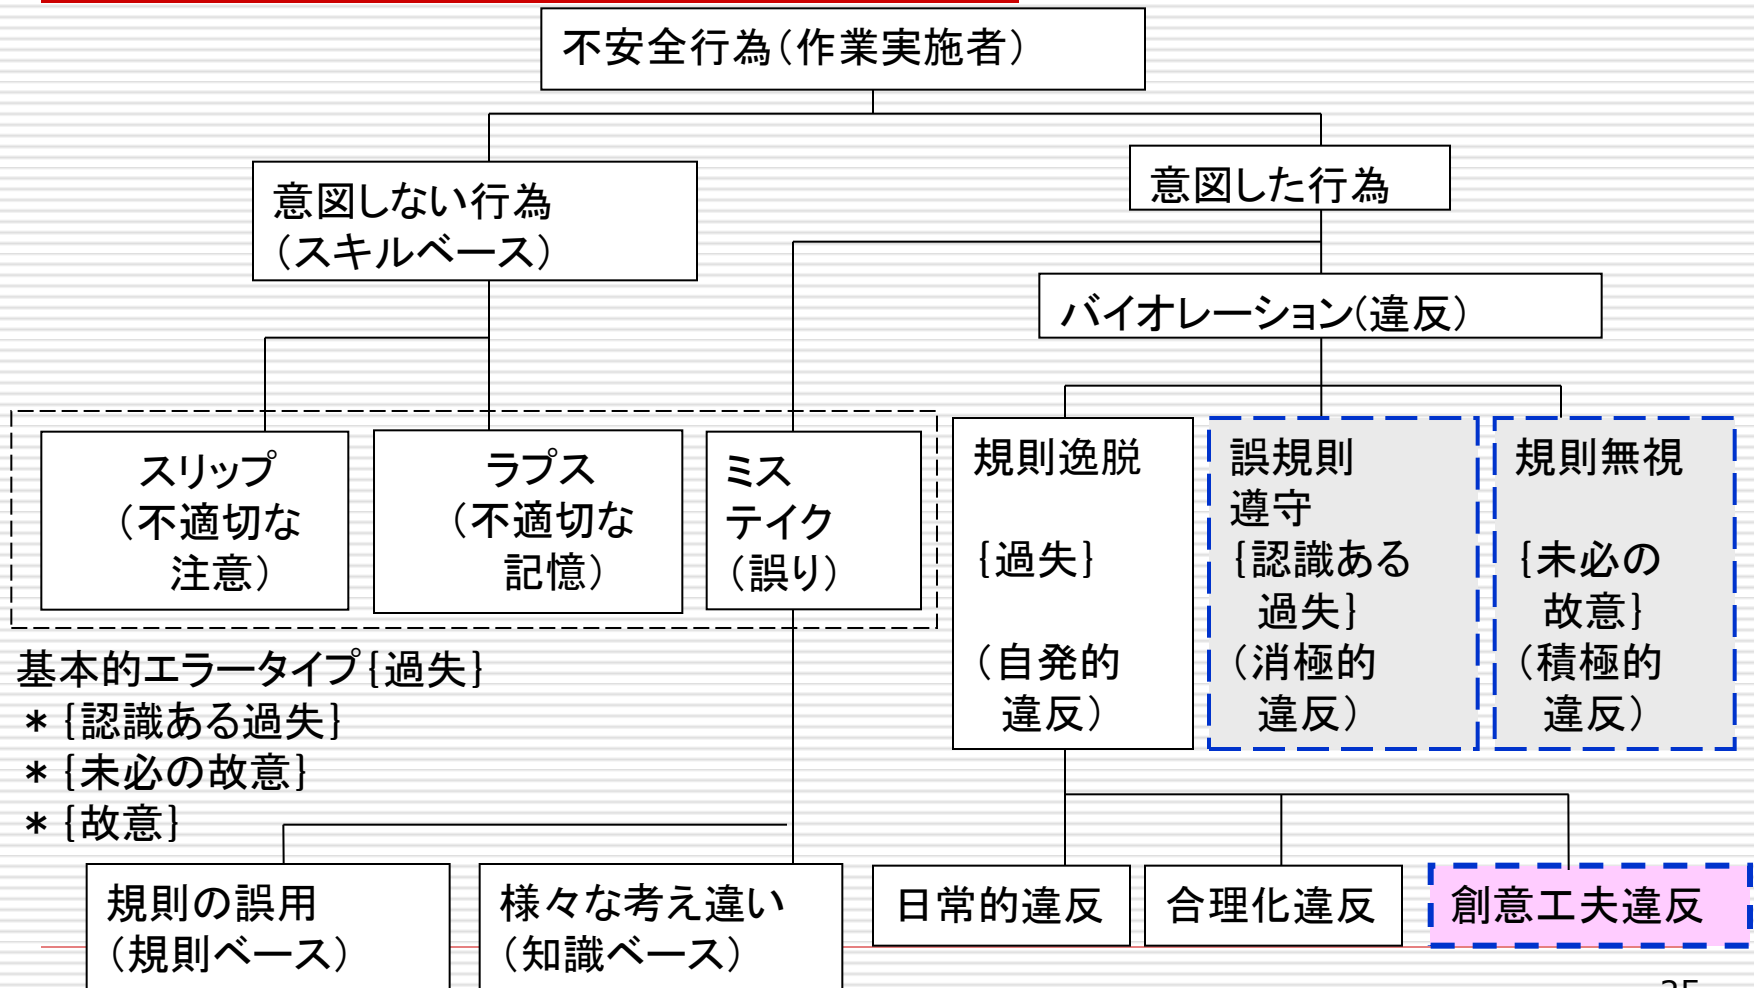 不安全行為(作業実施者)
意図しない行為
(スキルベース)
意図した行為
バイオレーション(違反)
スリップ
(不適切な
注意)
ラプス
(不適切な
記憶)
ミス
テイク
(誤り)
規則逸脱
{過失}
(自発的
違反)
誤規則
遵守
{認識ある
過失}
(消極的
違反)
規則無視
{未必の
故意}
(積極的
違反)
基本的エラータイプ{過失}
*{認識ある過失}
*{未必の故意}
*{故意}
規則の誤用
(規則ベース)
様々な考え違い
(知識ベース)
日常的違反
合理化違反
創意工夫違反